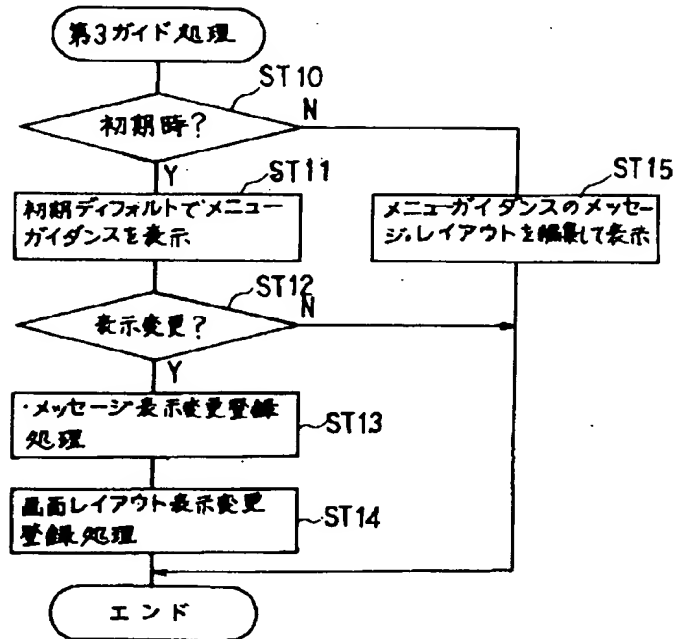 第3ガイド処理
ST10
初期時?
N
Y
ST11
初期ディフォルトでメニュー
ガイダンスを表示
ST15
メニューガイダンスのメッセー
ジ,レイアウトを編集して表示
ST12
表示変更?
N
Y
・メッセージ表示変更登録
処理
ST13
画面レイアウト表示変更
登録処理
ST14
エンド